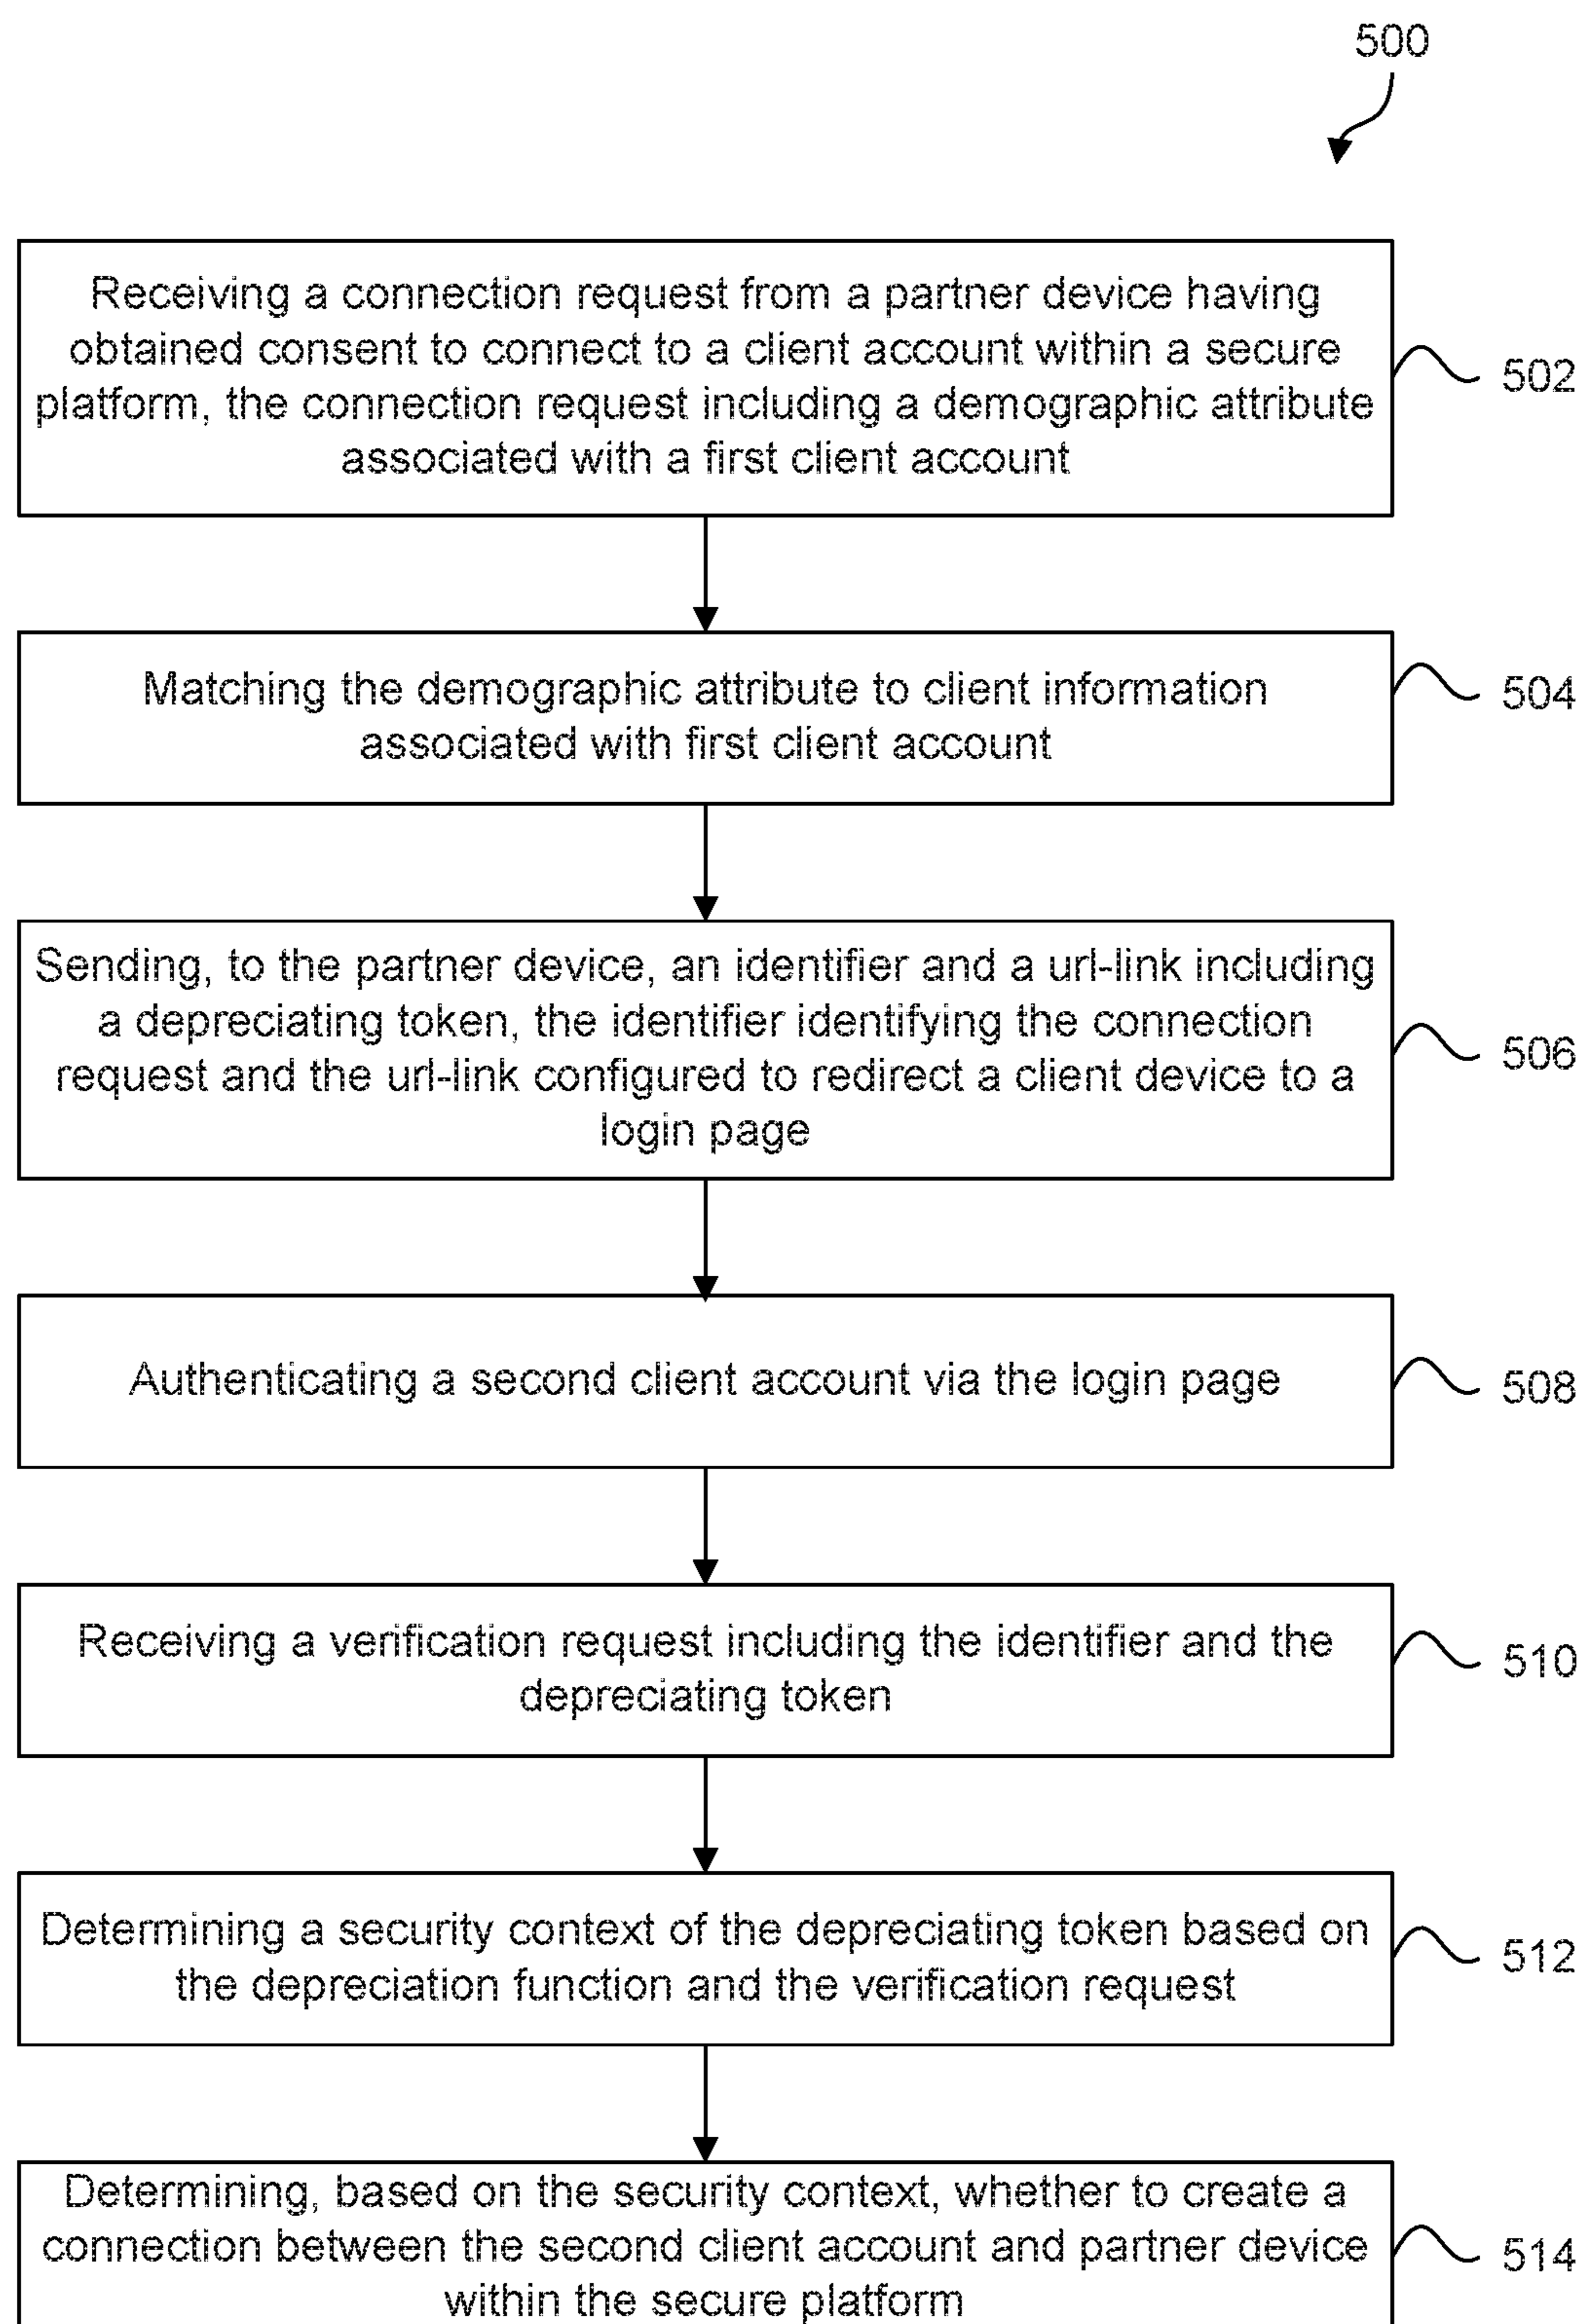 500
Receiving a connection request from a partner device having
obtained consent to connect to a client account within a secure
platform, the connection request including a demographic attribute
associated with a first client account
502
Matching the demographic attribute to client information
associated with first client account
504
Sending, to the partner device, an identifier and a url-link including
a depreciating token, the identifier identifying the connection
request and the url-link configured to redirect a client device to a
login page
506
Authenticating a second client account via the login page
508
Receiving a verification request including the identifier and the
depreciating token
510
Determining a security context of the depreciating token based on
the depreciation function and the verification request
512
Determining, based on the security context, whether to create a
connection between the second client account and partner device
within the secure platform
514